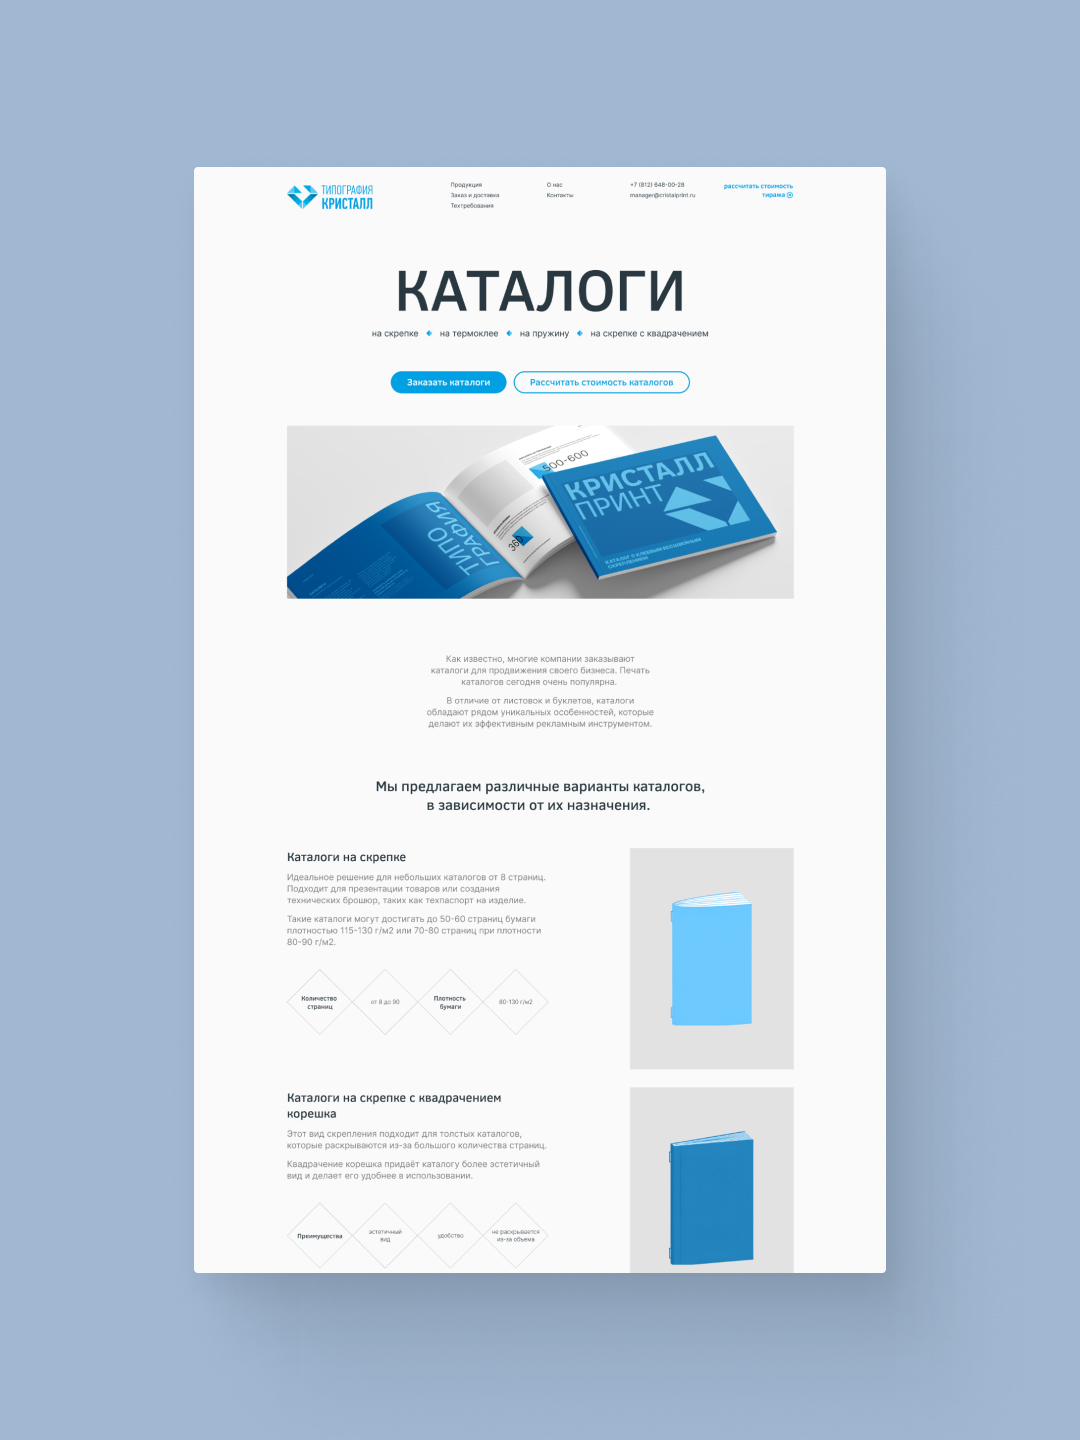 ТИПОГРАФИЯ
КРИСТАЛЛ
Продукция
Заказ и доставка
Техтребования
О нас
Контакты
+7 (812) 648-00-28
manager@cristalprint.ru
рассчитать стоимость
тиража
КАТАЛОГИ
на скрепке на термоклее на пружину на скрепке с квадрачением
Заказать каталоги
Рассчитать стоимость каталогов
ТИПО
ГРАФИЯ
500-600
360
КРИСТАЛЛ
ПРИНТ
КАТАЛОГ С КЛЕЕВЫМ БЕСШВЕЙНЫМ
СКРЕПЛЕНИЕМ
Как известно, многие компании заказывают
каталоги для продвижения своего бизнеса. Печать
каталогов сегодня очень популярна.
В отличие от листовок и буклетов, каталоги
обладают рядом уникальных особенностей, которые
делают их эффективным рекламным инструментом.
Мы предлагаем различные варианты каталогов,
в зависимости от их назначения.
Каталоги на скрепке
Идеальное решение для небольших каталогов от 8 страниц.
Подходит для презентации товаров или создания
технических брошюр, таких как техпаспорт на изделие.
Такие каталоги могут достигать до 50-60 страниц бумаги
плотностью 115-130 г/м2 или 70-80 страниц при плотности
80-90 г/м2.
Количество
страниц
от 8 до 90
Плотность
бумаги
80-130 г/м2
Каталоги на скрепке с квадрачением
корешка
Этот вид скрепления подходит для толстых каталогов,
которые раскрываются из-за большого количества страниц.
Квадрачение корешка придаёт каталогу более эстетичный
вид и делает его удобнее в использовании.
Преимущества
эстетичный
вид
удобство
не раскрывается
из-за объема